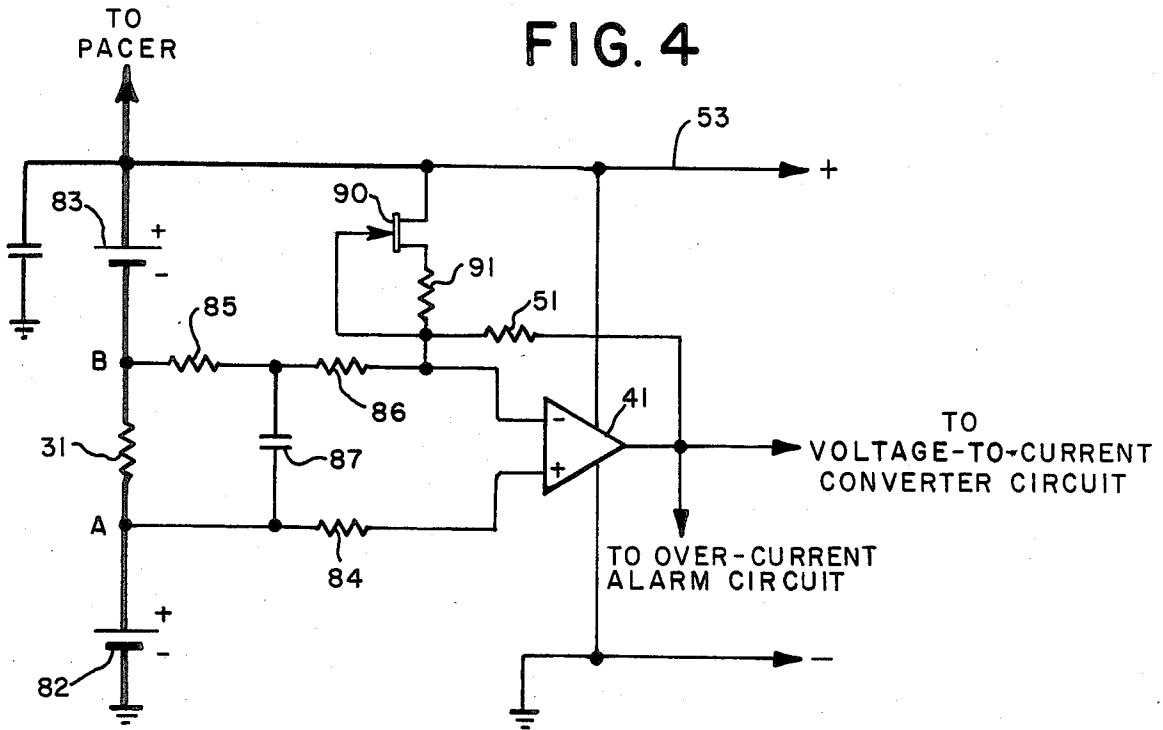 TO
PACER
FIG. 4
53
+
83
+
-
90
91
85
51
B
86
41
-
+
31
87
A
84
TO
VOLTAGE-TO-CURRENT
CONVERTER CIRCUIT
TO OVER-CURRENT
ALARM CIRCUIT
+
-
82
-